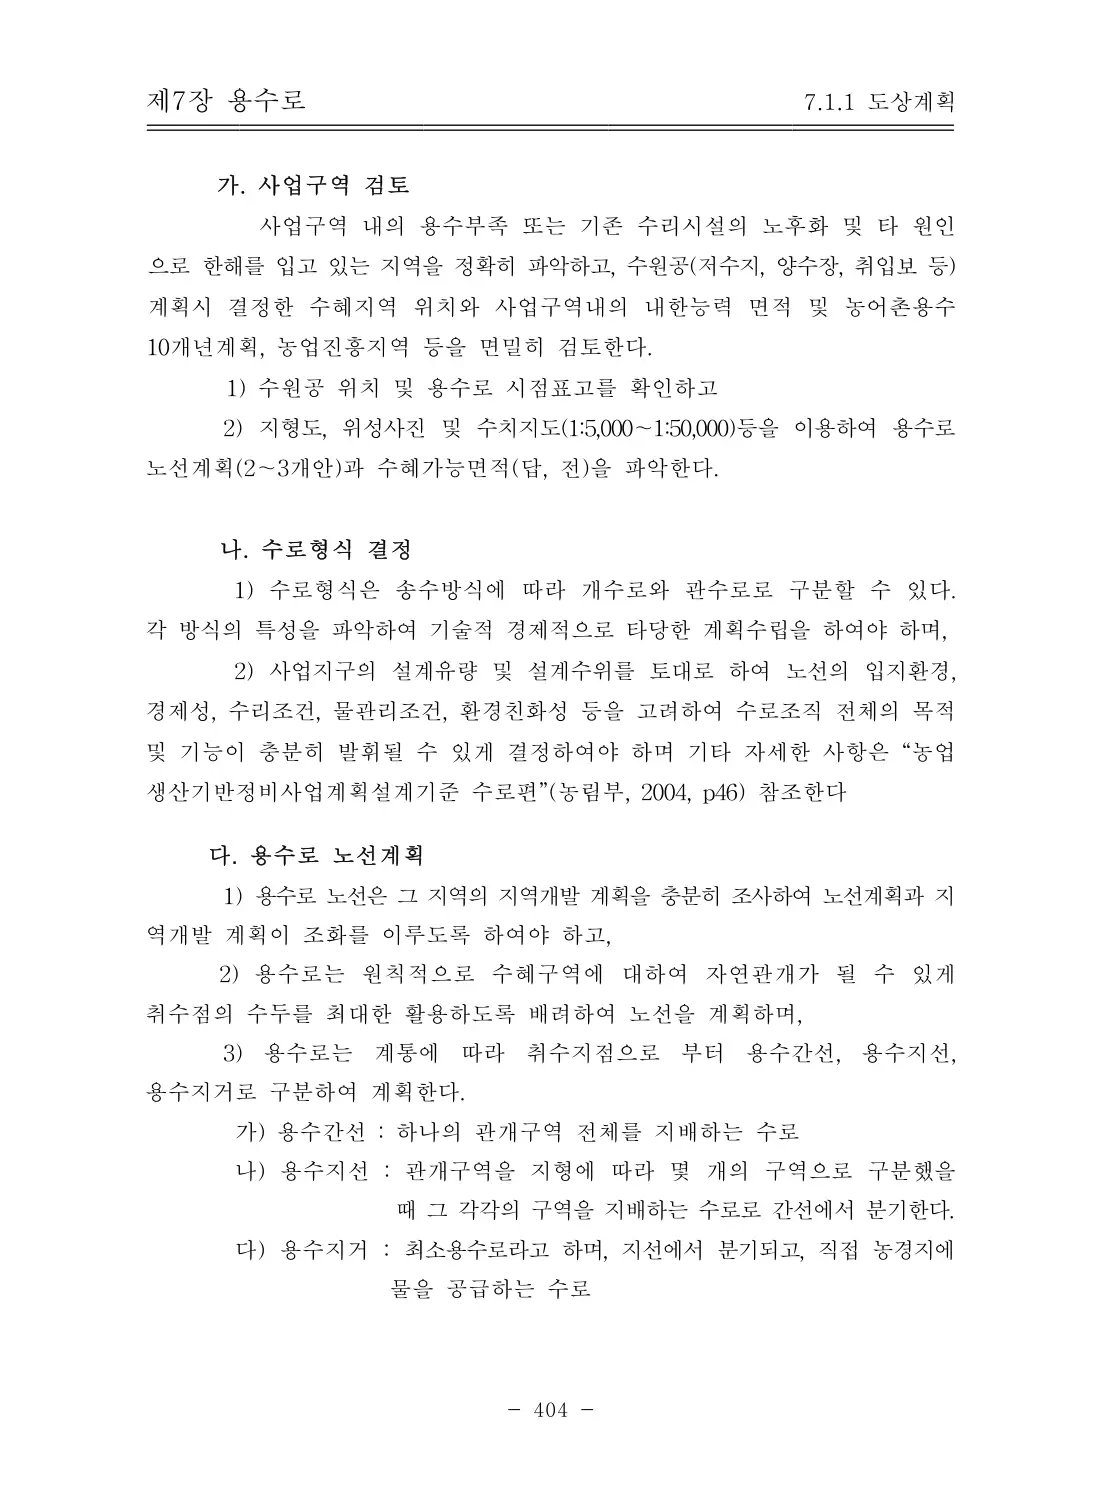 제7장 용수로
7.1.1 도상계획
가. 사업구역 검토
사업구역 내의 용수부족 또는 기존 수리시설의 노후화 및 타 원인
으로 한해를 입고 있는 지역을 정확히 파악하고, 수원공(저수지, 양수장, 취입보 등)
계획시 결정한 수혜지역 위치와 사업구역내의 내한능력 면적 및 농어촌용수
10개년계획, 농업진흥지역 등을 면밀히 검토한다.
1) 수원공 위치 및 용수로 시점표고를 확인하고
2) 지형도, 위성사진 및 수치지도(1:5,000~1:50,000)등을 이용하여 용수로
노선계획(2~3개안)과 수혜가능면적(답, 전)을 파악한다.
나. 수로형식 결정
1) 수로형식은 송수방식에 따라 개수로와 관수로로 구분할 수 있다.
각 방식의 특성을 파악하여 기술적 경제적으로 타당한 계획수립을 하여야 하며,
2) 사업지구의 설계유량 및 설계수위를 토대로 하여 노선의 입지환경,
경제성, 수리조건, 물관리조건, 환경친화성 등을 고려하여 수로조직 전체의 목적
및 기능이 충분히 발휘될 수 있게 결정하여야 하며 기타 자세한 사항은 “농업
생산기반정비사업계획설계기준 수로편”(농림부, 2004, p46) 참조한다
다. 용수로 노선계획
1) 용수로 노선은 그 지역의 지역개발 계획을 충분히 조사하여 노선계획과 지
역개발 계획이 조화를 이루도록 하여야 하고,
2) 용수로는 원칙적으로 수혜구역에 대하여 자연관개가 될 수 있게
취수점의 수두를 최대한 활용하도록 배려하여 노선을 계획하며,
3) 용수로는 계통에 따라 취수지점으로 부터 용수간선, 용수지선,
용수지거로 구분하여 계획한다.
가) 용수간선 : 하나의 관개구역 전체를 지배하는 수로
나) 용수지선 : 관개구역을 지형에 따라 몇 개의 구역으로 구분했을
때 그 각각의 구역을 지배하는 수로로 간선에서 분기한다.
다) 용수지거 : 최소용수로라고 하며, 지선에서 분기되고, 직접 농경지에
물을 공급하는 수로
- 404 -